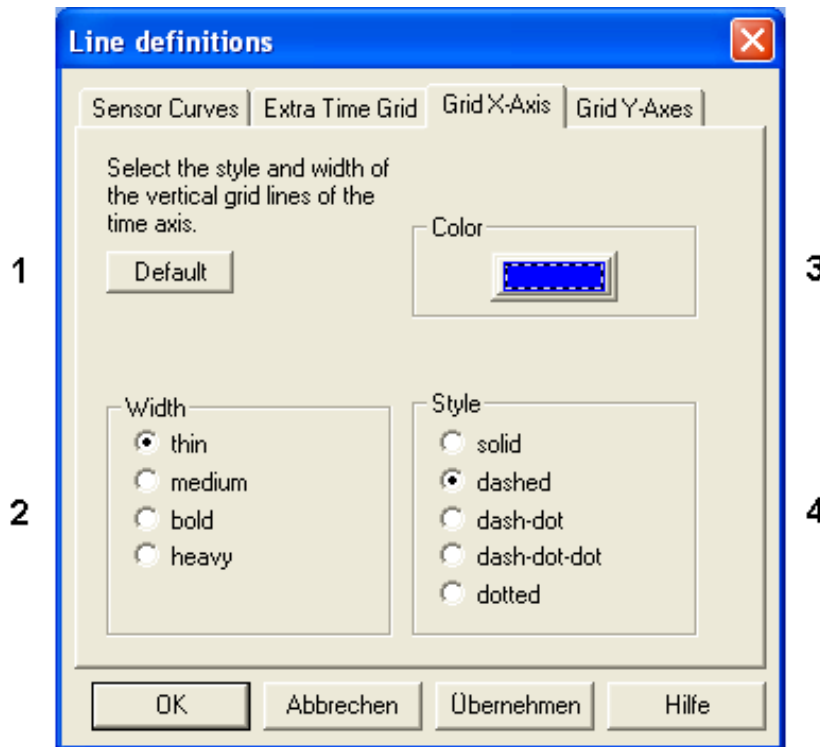 Line definitions
Sensor Curves
Extra Time Grid
Grid X-Axis
Grid Y-Axes
Select the style and width of
the vertical grid lines of the
time axis.
1
Default
Color
3
Width
thin
medium
bold
heavy
2
Style
solid
dashed
dash-dot
dash-dot-dot
dotted
4
OK
Abbrechen
Übernehmen
Hilfe